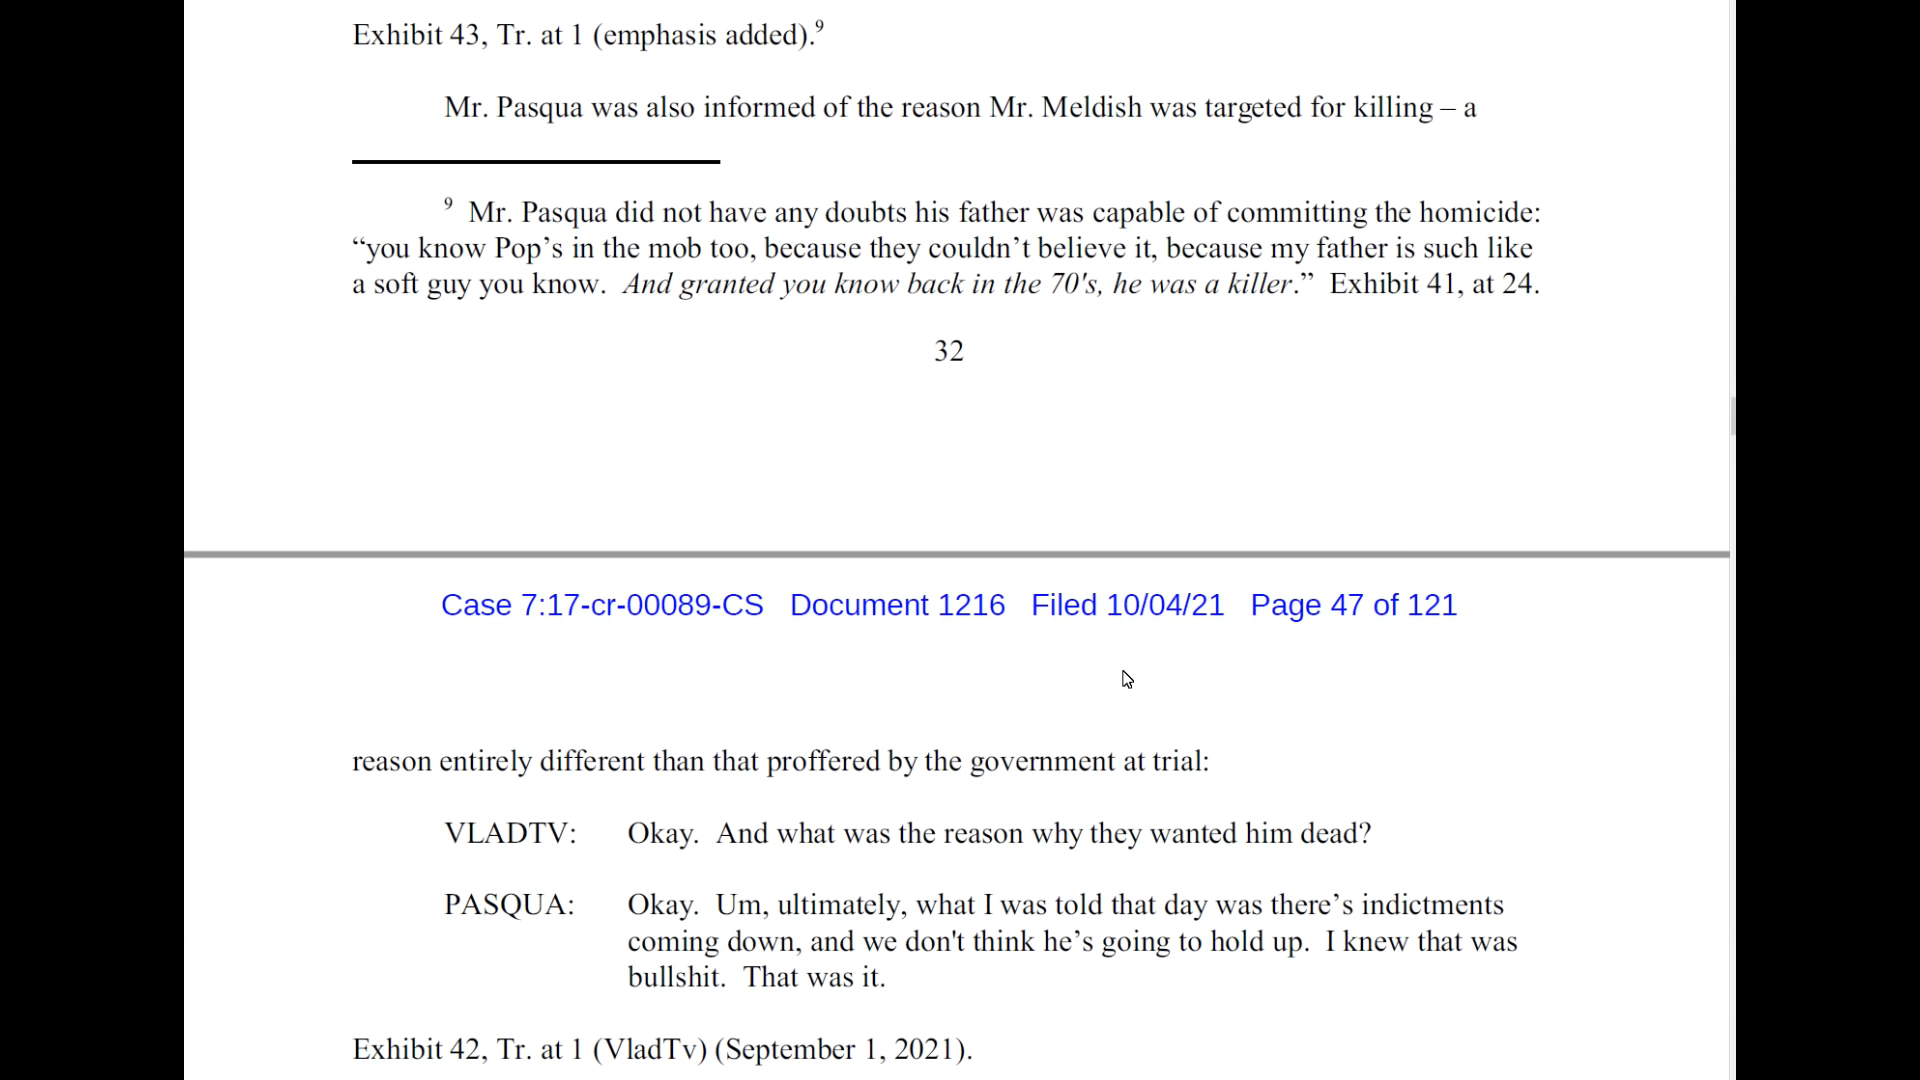 Exhibit 43, Tr. at 1 (emphasis added).9
Mr. Pasqua was also informed of the reason Mr. Meldish was targeted for killing – a
9 Mr. Pasqua did not have any doubts his father was capable of committing the homicide:
“you know Pop’s in the mob too, because they couldn’t believe it, because my father is such like
a soft guy you know. And granted you know back in the 70's, he was a killer.” Exhibit 41, at 24.
32
Case 7:17-cr-00089-CS Document 1216 Filed 10/04/21 Page 47 of 121
reason entirely different than that proffered by the government at trial:
VLADTV: Okay. And what was the reason why they wanted him dead?
PASQUA: Okay. Um, ultimately, what I was told that day was there’s indictments
coming down, and we don't think he’s going to hold up. I knew that was
bullshit. That was it.
Exhibit 42, Tr. at 1 (VladTv) (September 1, 2021).